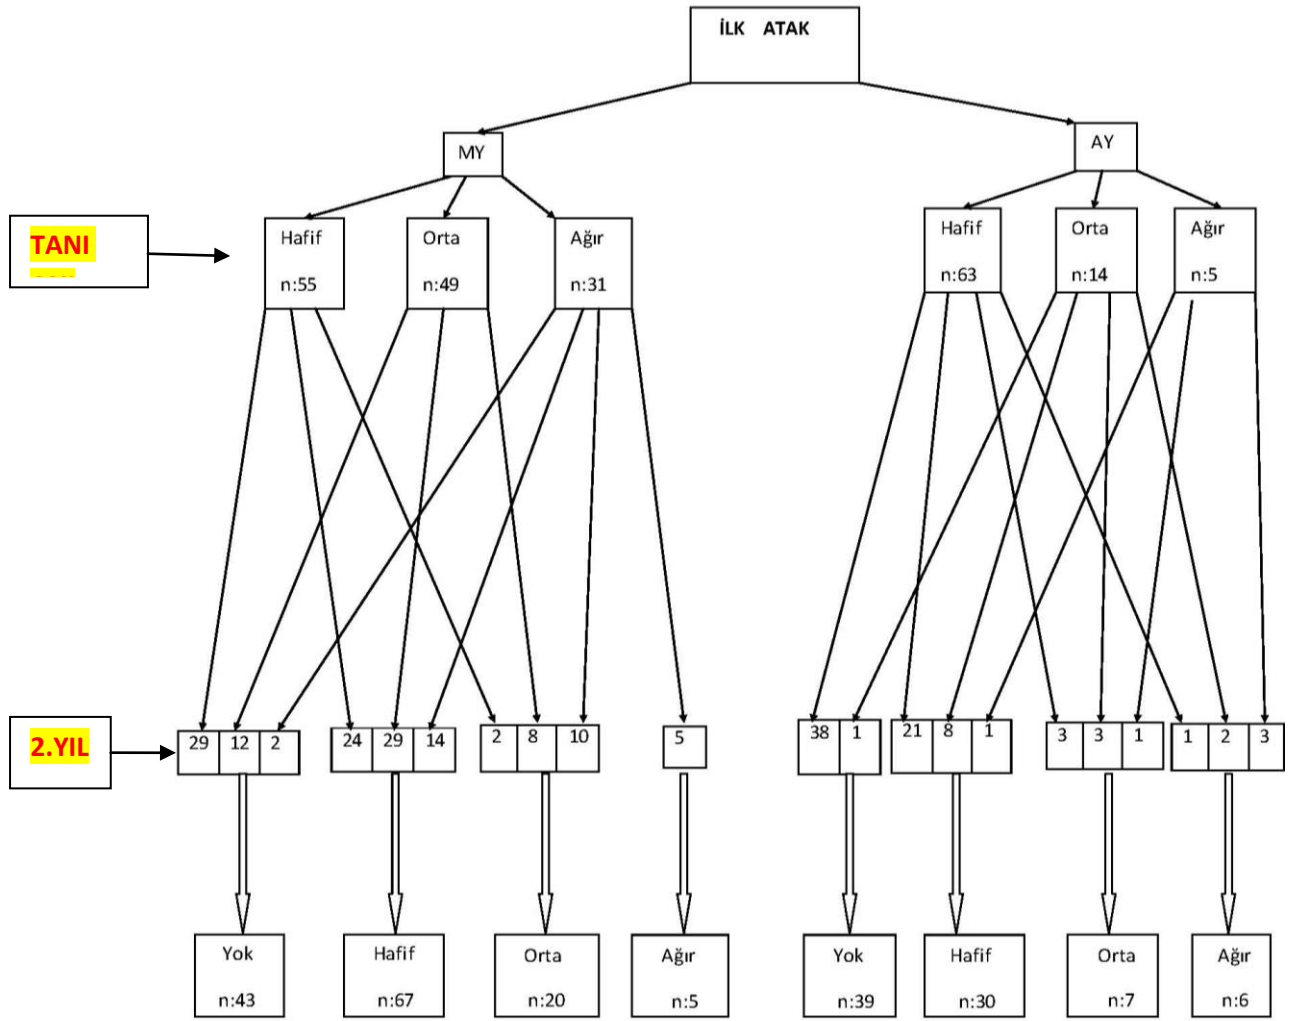 İLK ATAK
MY
AY
TANI
Hafif
n:55
Orta
n:49
Ağır
n:31
Hafif
n:63
Orta
n:14
Ağır
n:5
2.YIL
29 12 2
24 29 14
2 8 10
5
38 1
21 8 1
3 3 1
1 2 3
Yok
n:43
Hafif
n:67
Orta
n:20
Ağır
n:5
Yok
n:39
Hafif
n:30
Orta
n:7
Ağır
n:6